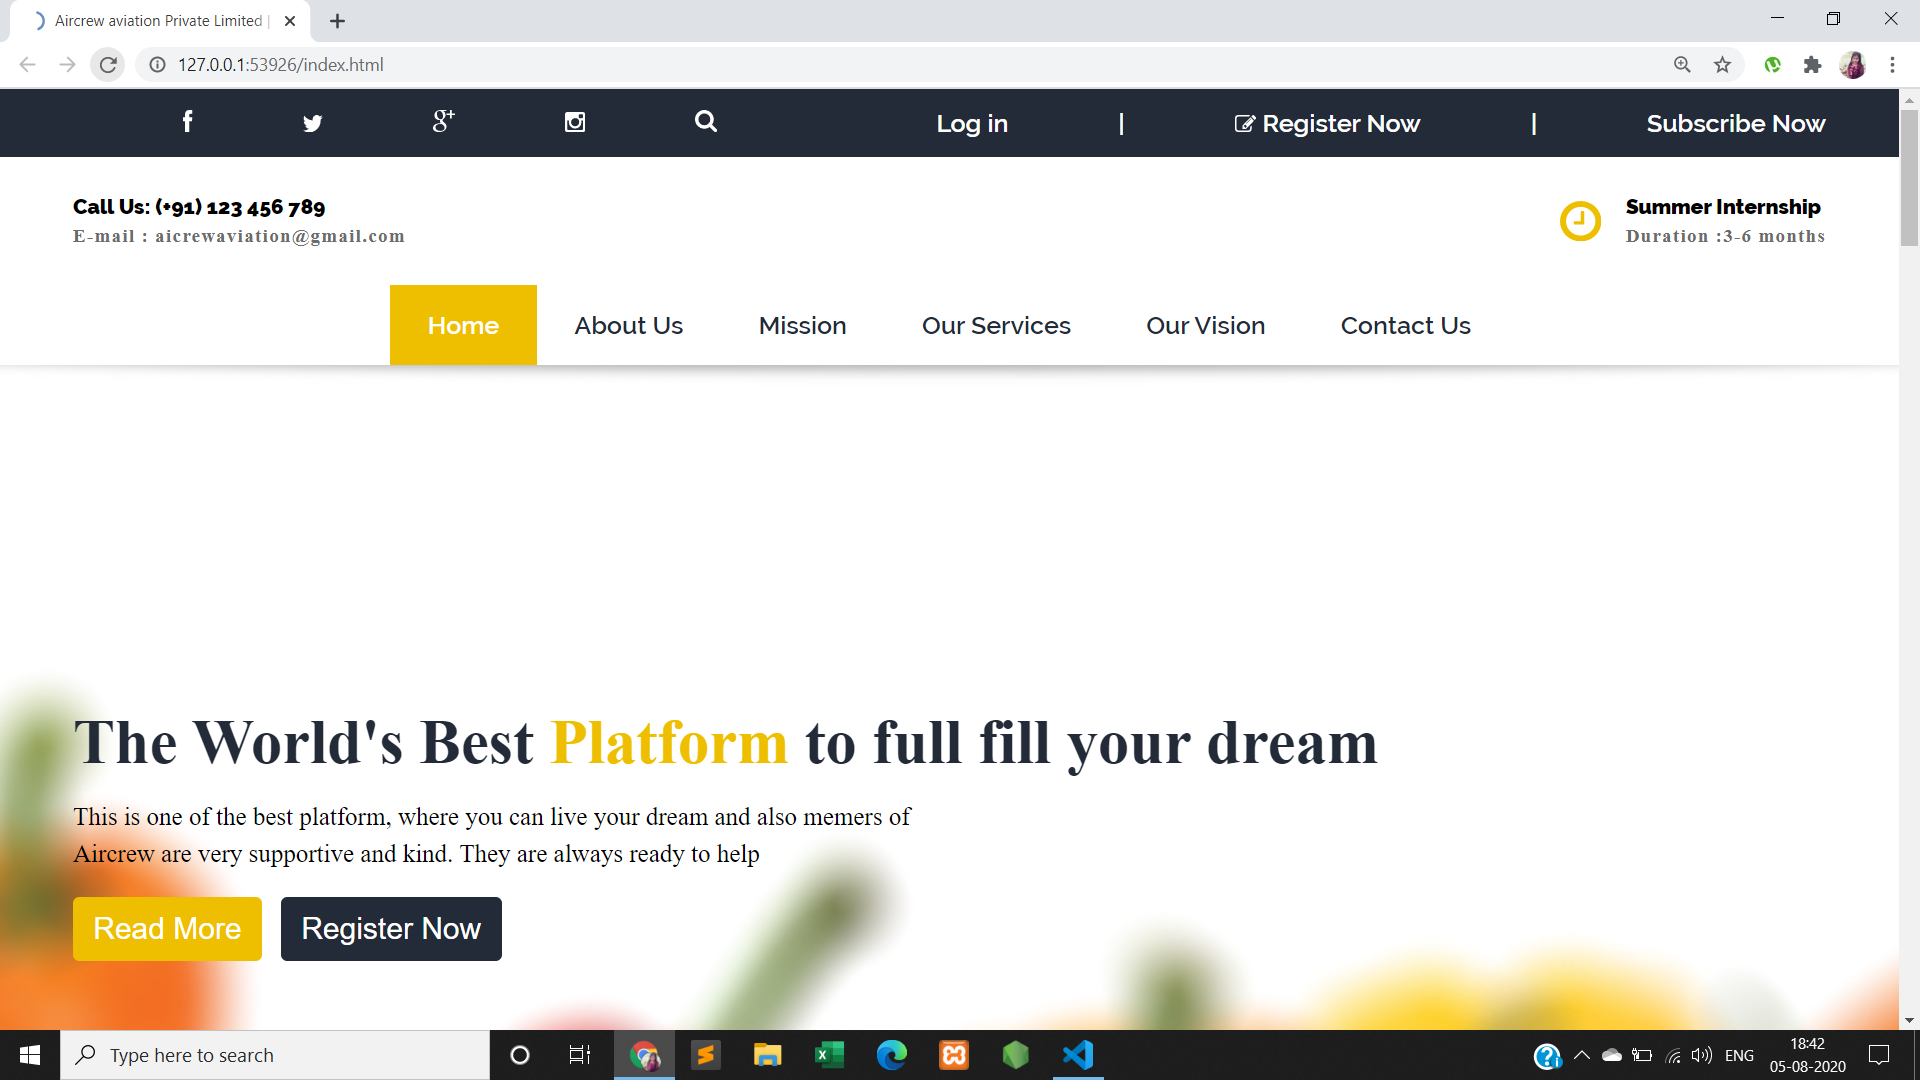 Aircrew aviation Private Limited |
127.0.0.1:53926/index.html
Log in | Register Now | Subscribe Now
Call Us: (+91) 123 456 789
E-mail : aicrewaviation@gmail.com
Summer Internship
Duration :3-6 months
Home About Us Mission Our Services Our Vision Contact Us
The World's Best Platform to full fill your dream
This is one of the best platform, where you can live your dream and also memers of
Aircrew are very supportive and kind. They are always ready to help
Read More Register Now
Type here to search
ENG
18:42
05-08-2020